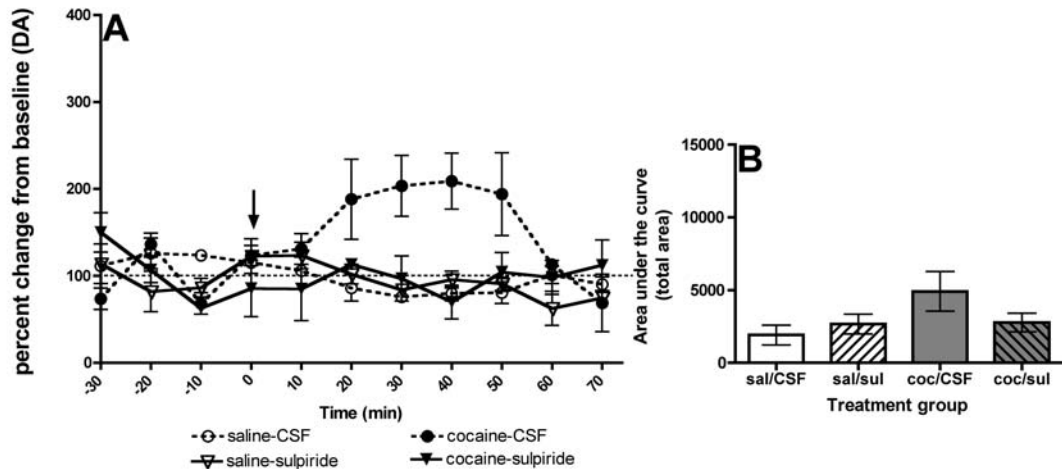 A
percent change from baseline (DA)
400
300
200
100
0
-30 -20 -10 0 10 20 30 40 50 60 70
Time (min)
saline-CSF cocaine-CSF
saline-sulpiride cocaine-sulpiride
B
Area under the curve
(total area)
15000
10000
5000
0
sal/CSF sal/sul coc/CSF coc/sul
Treatment group